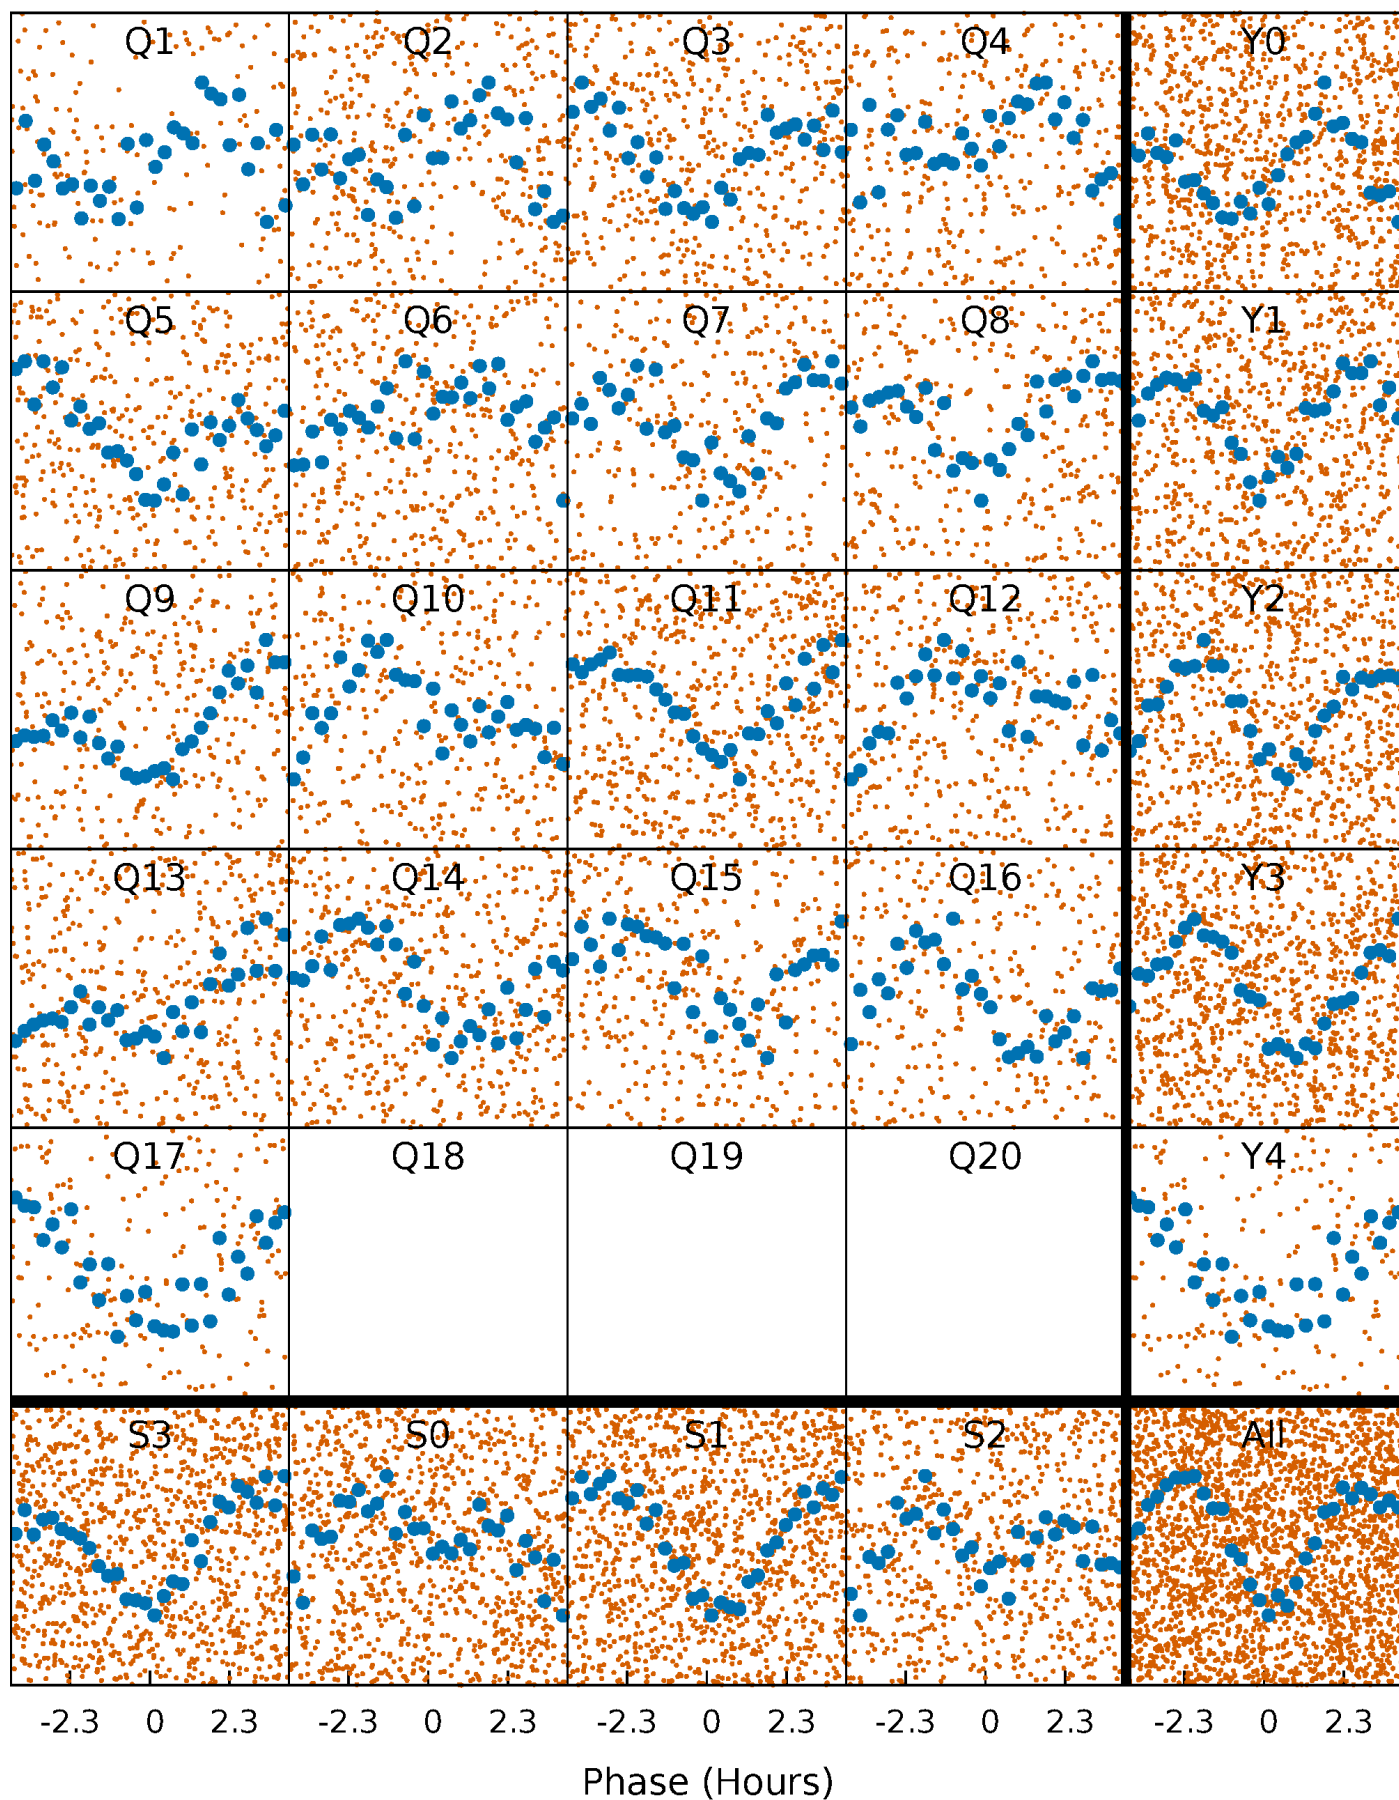 Q1 Q2 Q3 Q4 Y0
Q5 Q6 Q7 Q8 Y1
Q9 Q10 Q11 Q12 Y2
Q13 Q14 Q15 Q16 Y3
Q17 Q18 Q19 Q20 Y4
S3 S0 S1 S2 All
-2.3 0 2.3 -2.3 0 2.3 -2.3 0 2.3 -2.3 0 2.3 -2.3 0 2.3
Phase (Hours)